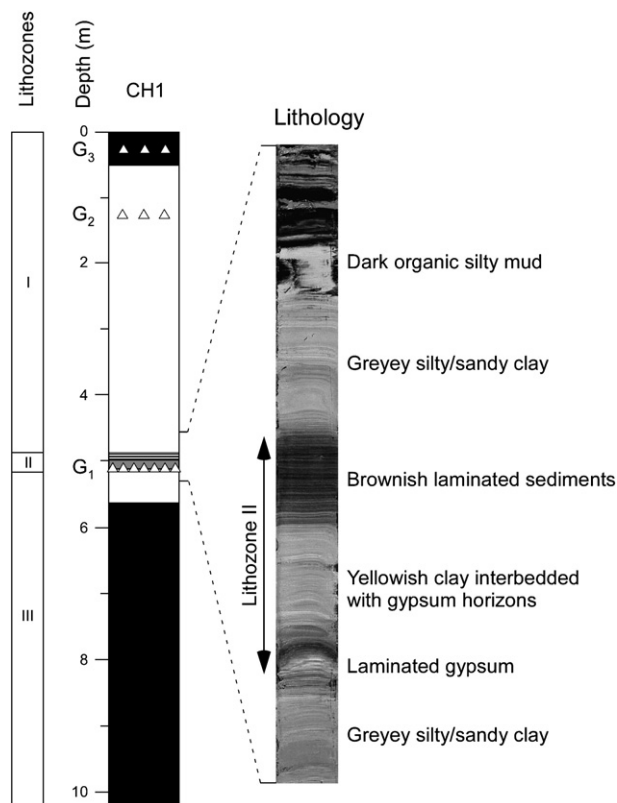 Lithozones
Depth (m)
CH1
Lithology
0
G3
G2
2
I
4
II
G1
6
III
8
10
Dark organic silty mud
Greyey silty/sandy clay
Brownish laminated sediments
Lithozone II
Yellowish clay interbedded
with gypsum horizons
Laminated gypsum
Greyey silty/sandy clay